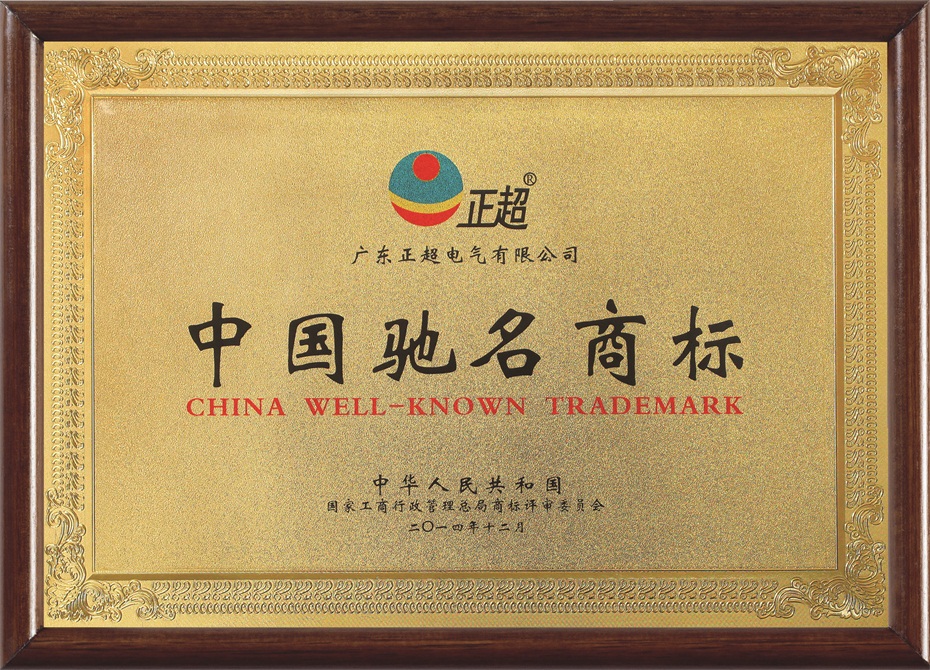 正超®
广东正超电气有限公司
中国驰名商标
CHINA WELL-KNOWN TRADEMARK
中华人民共和国
国家工商行政管理总局商标评审委员会
二〇一四年十二月